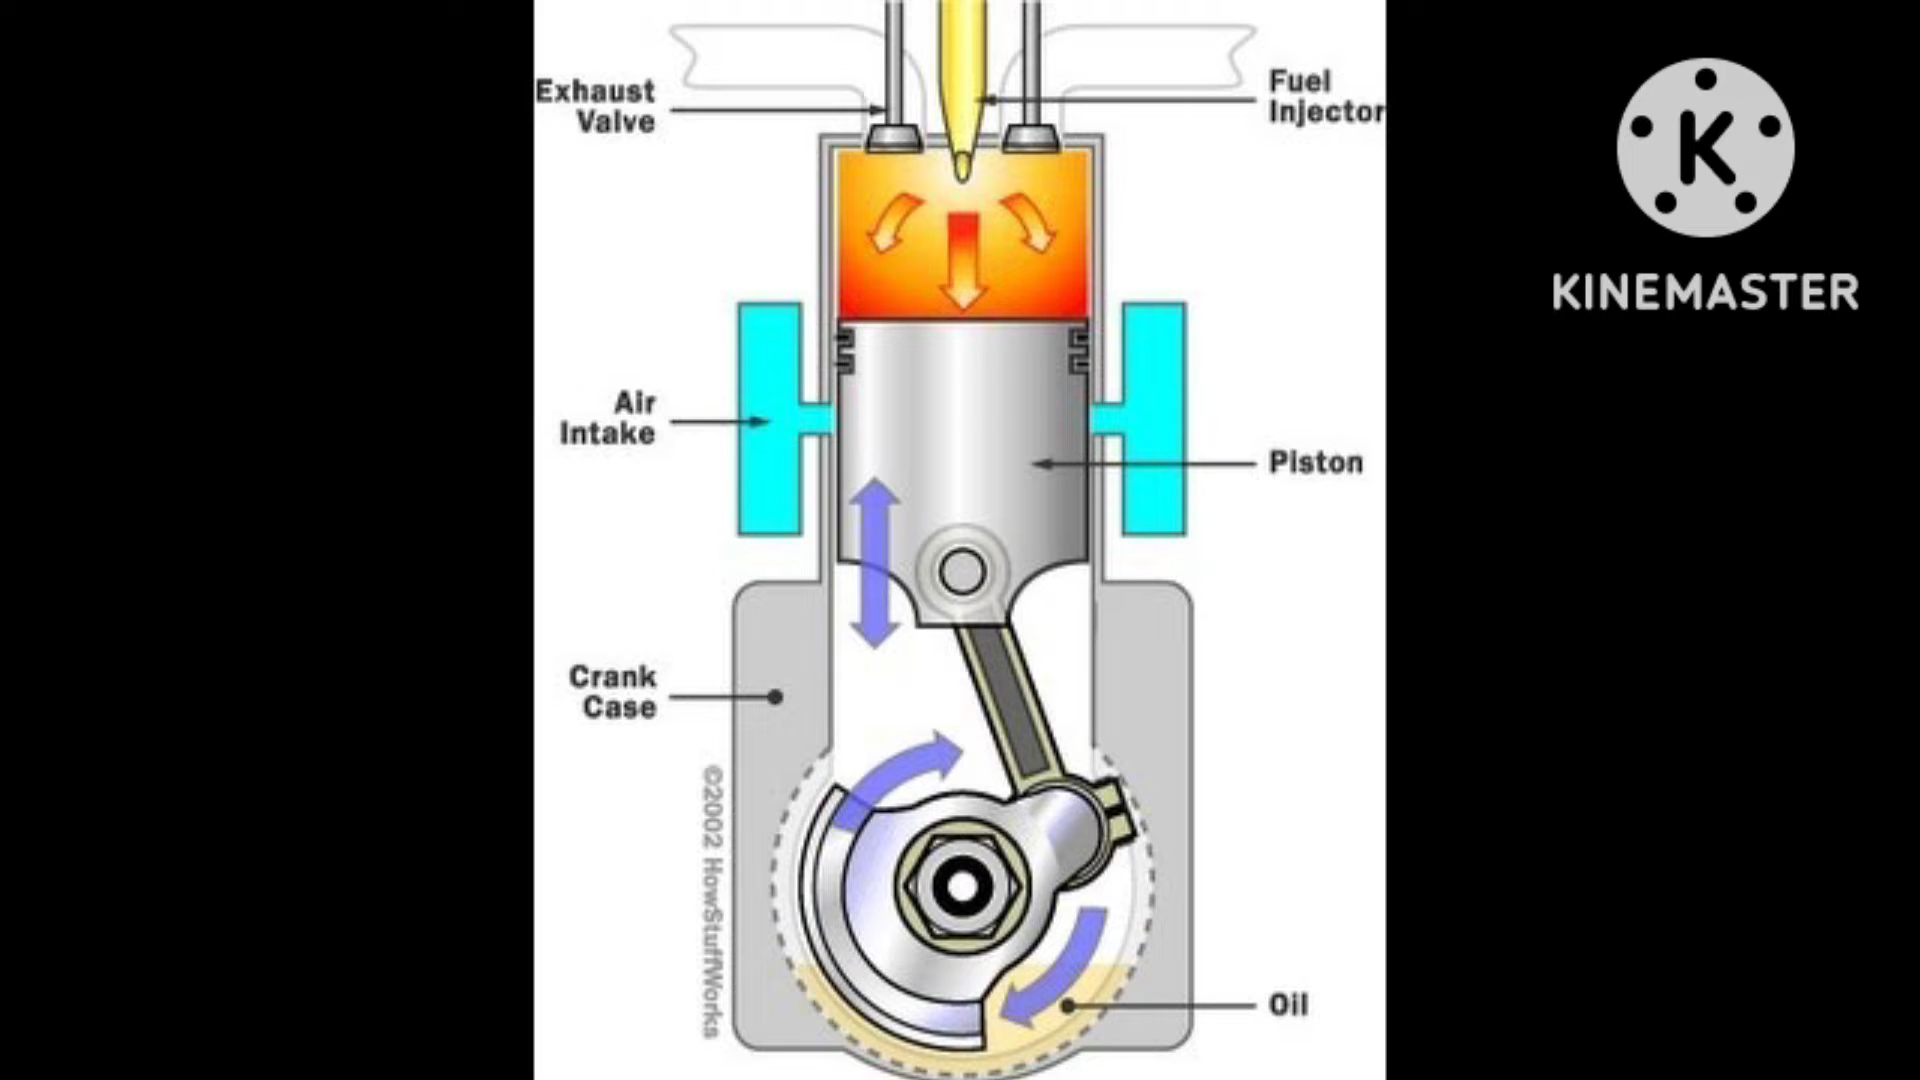 Exhaust
Valve
Fuel
Injector
K
KINEMASTER
Air
Intake
Piston
Crank
Case
©2002 HowStuffWorks
Oil